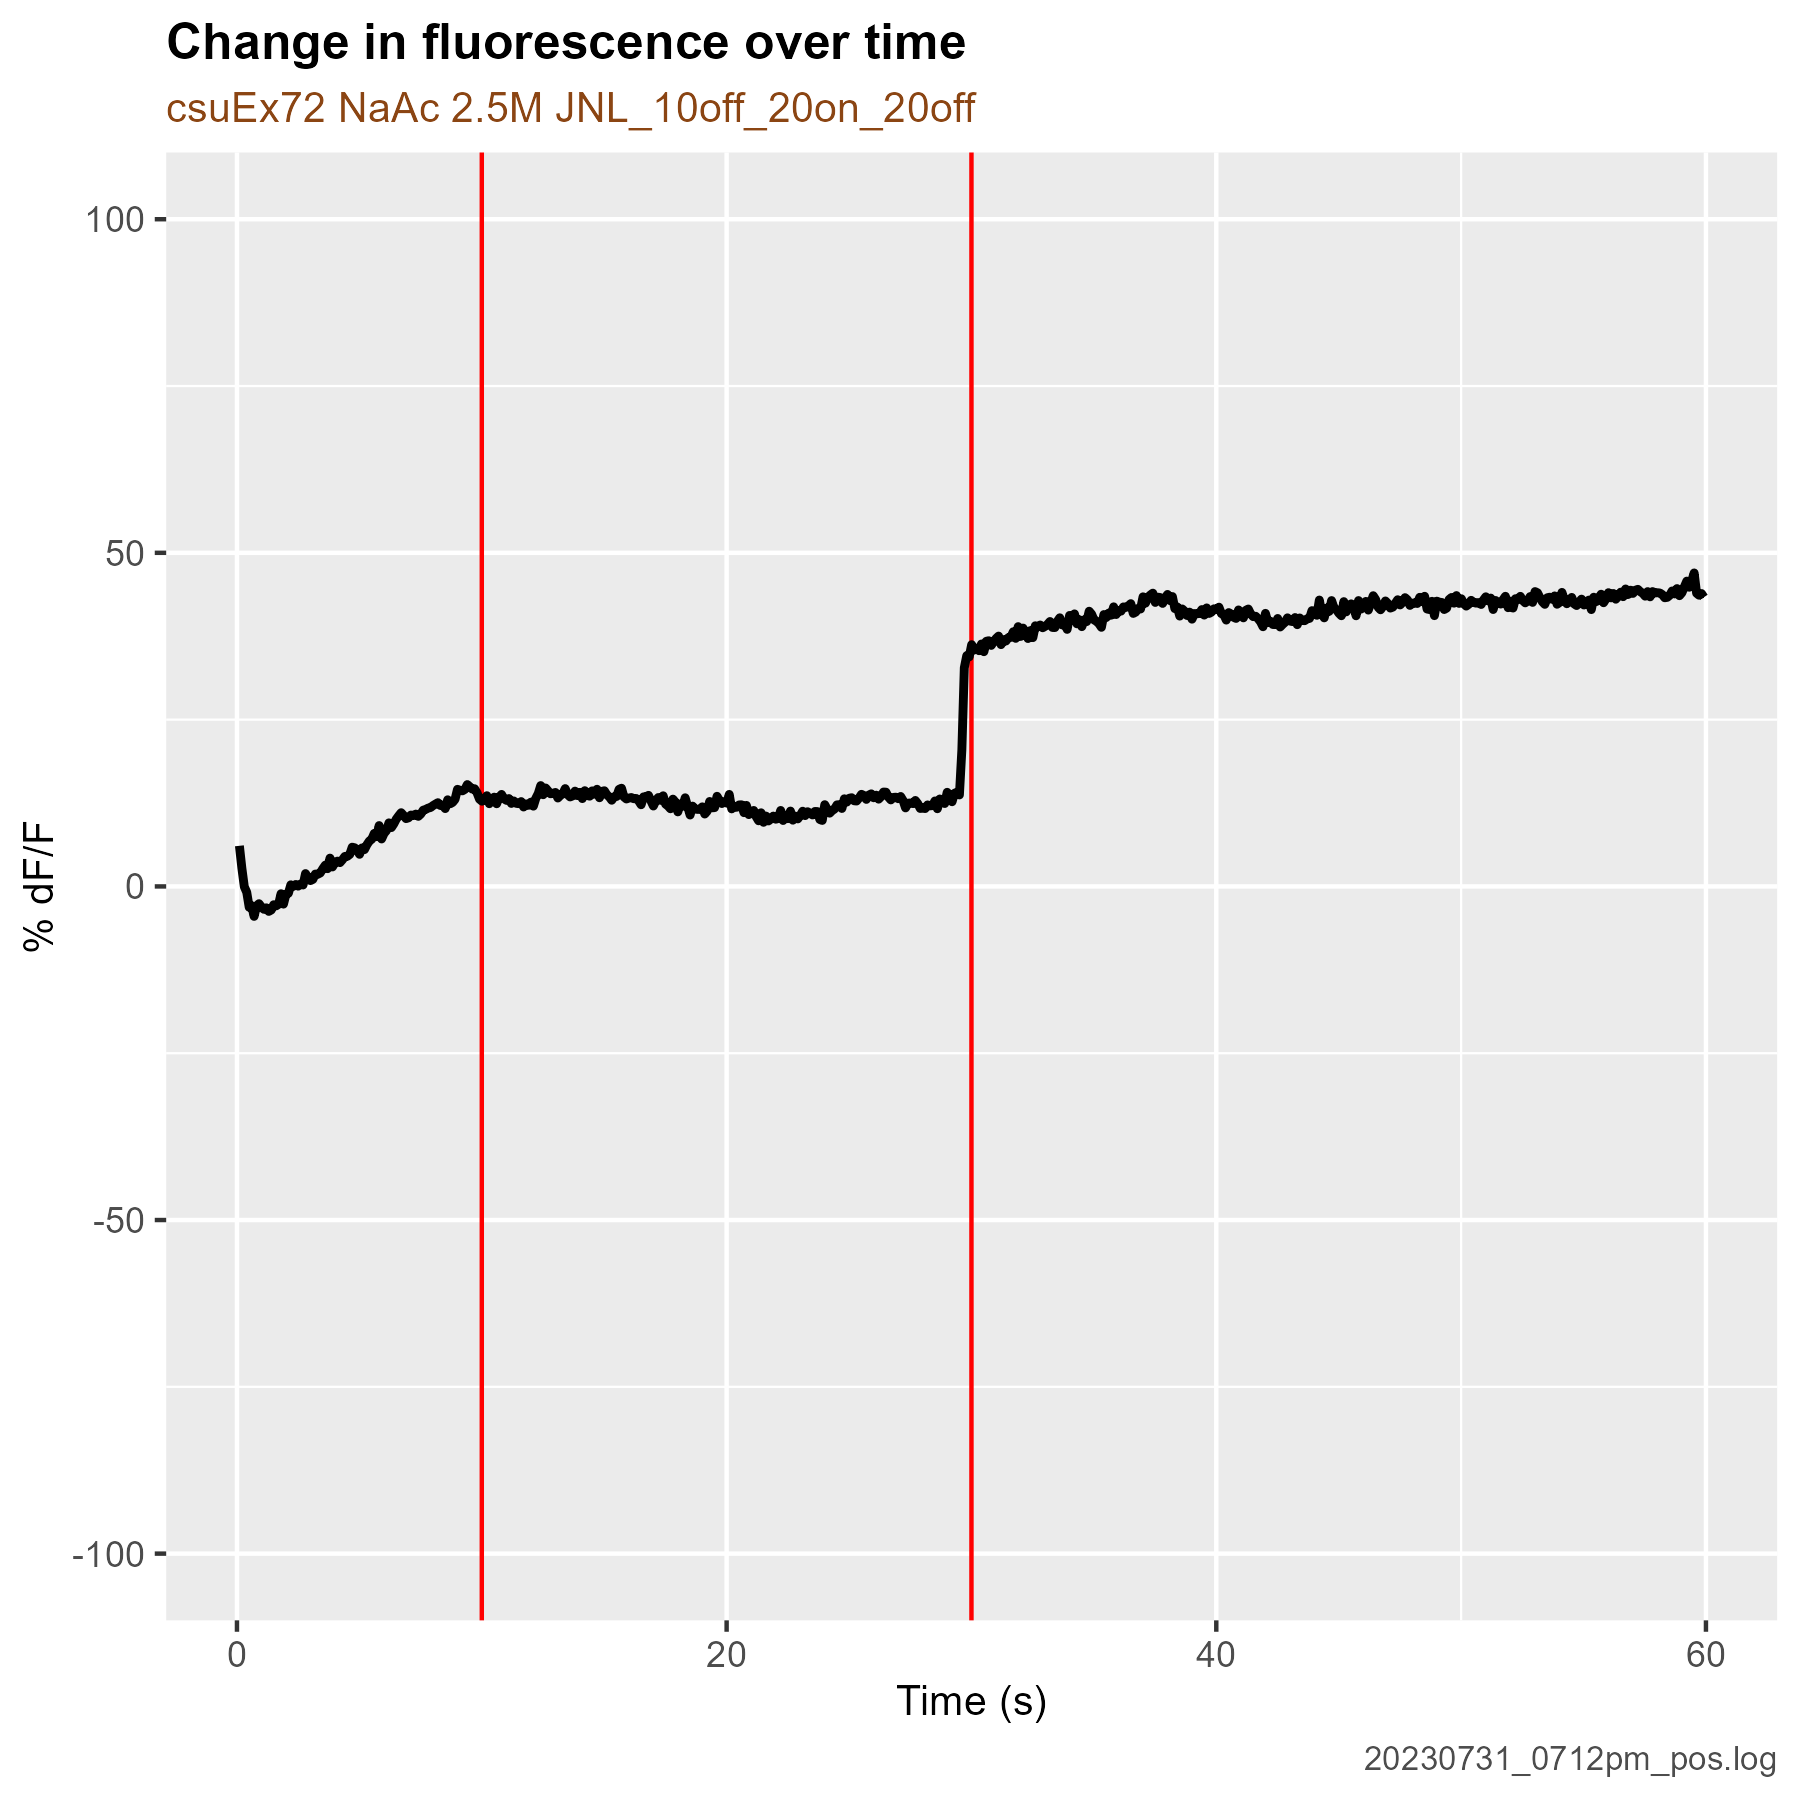 Change in fluorescence over time
csuEx72 NaAc 2.5M JNL_10off_20on_20off
100
50
0
-50
-100
% dF/F
0 20 40 60
Time (s)
20230731_0712pm_pos.log